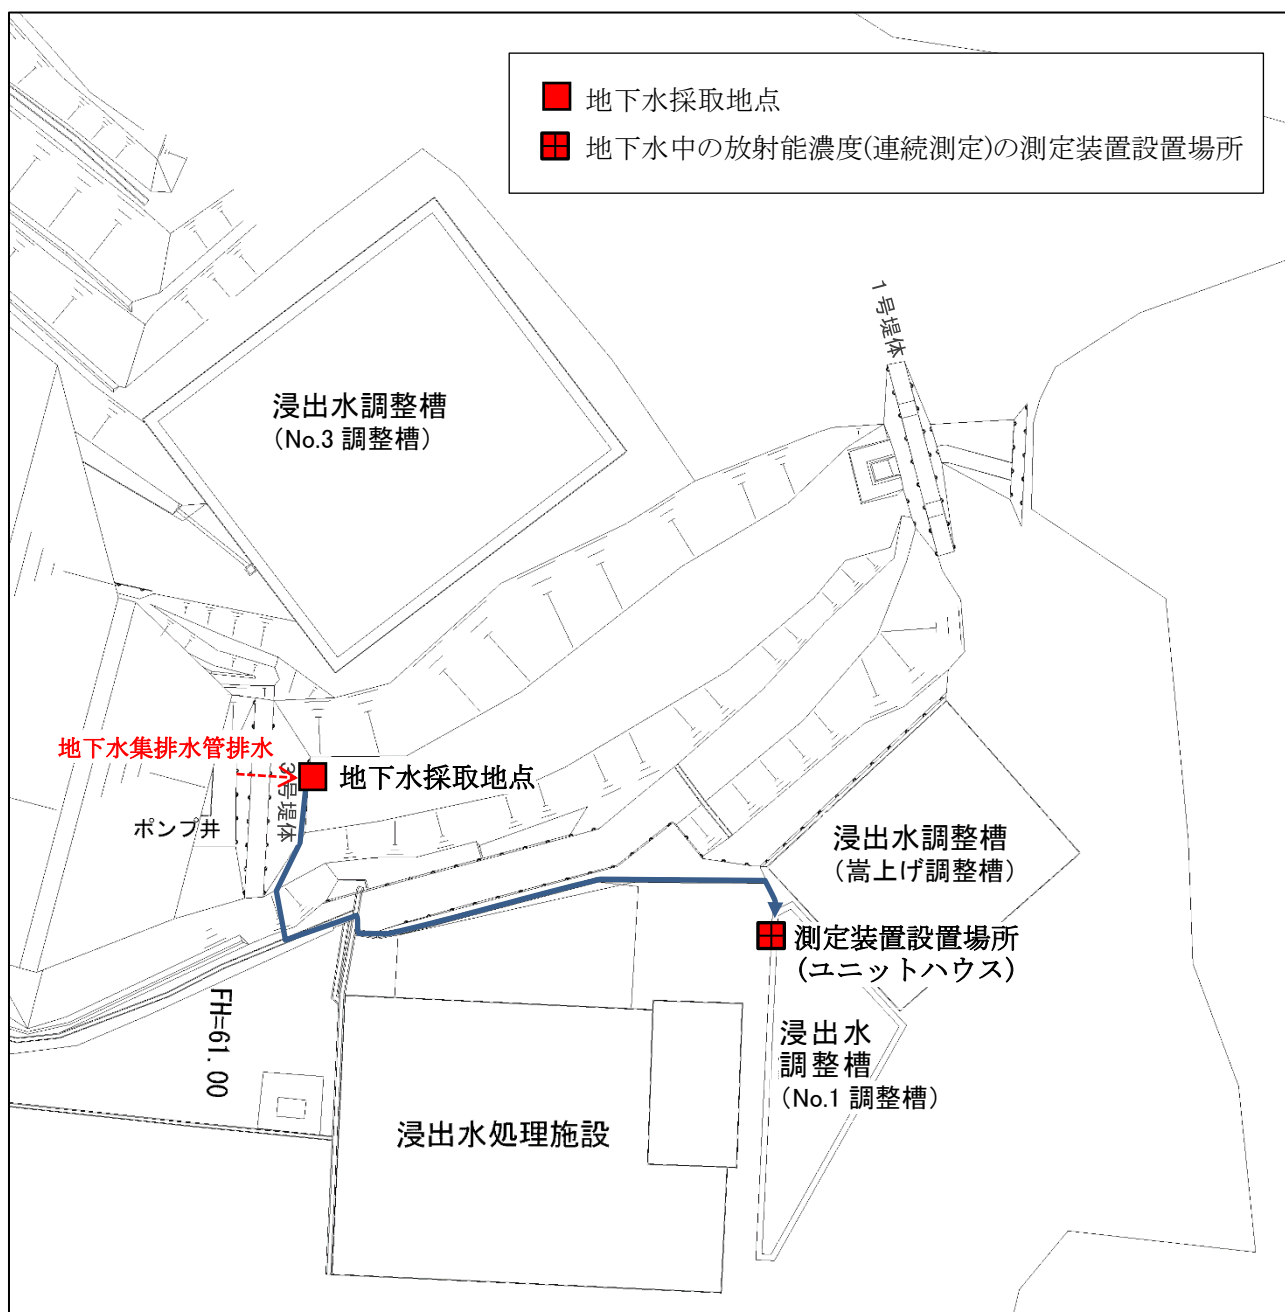 地下水採取地点
地下水中の放射能濃度(連続測定)の測定装置設置場所
1号堤体
浸出水調整槽
（No.3 調整槽）
地下水集排水管排水
地下水採取地点
3号堤体
ポンプ井
浸出水調整槽
（嵩上げ調整槽）
測定装置設置場所
(ユニットハウス)
FH=61.00
浸出水
調整槽
（No.1 調整槽）
浸出水処理施設